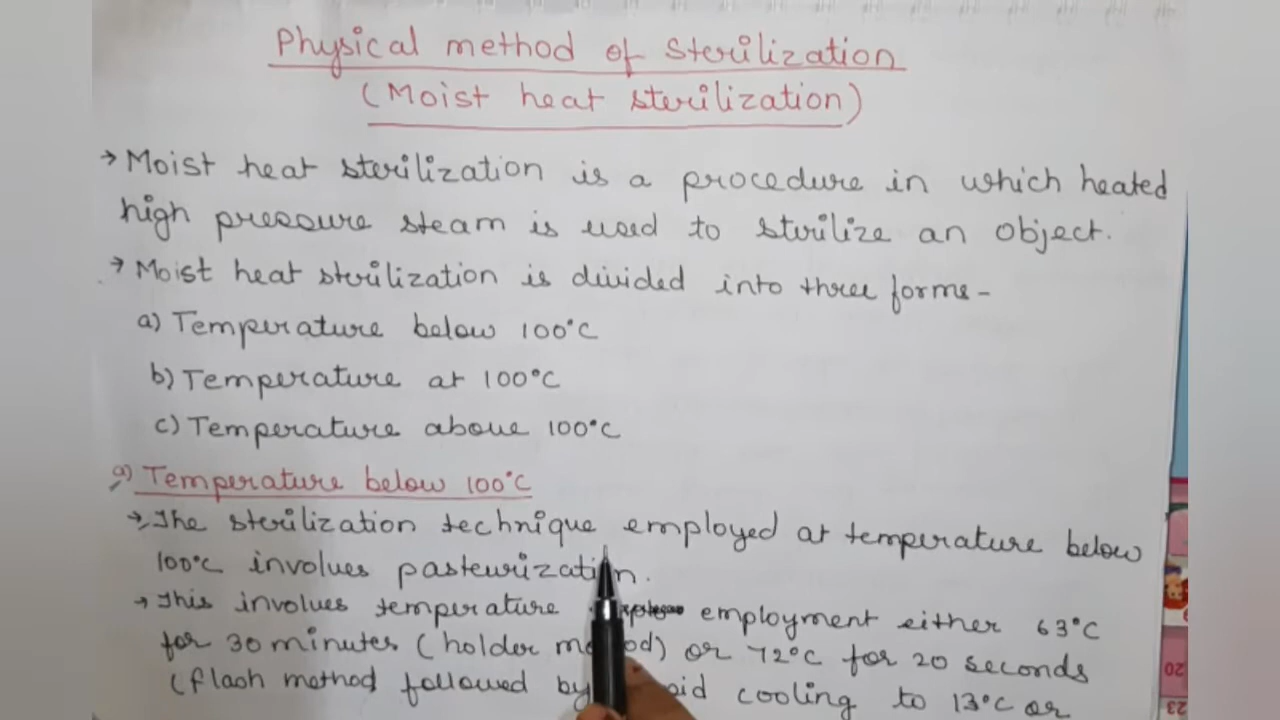 Physical method of Sterilization
(Moist heat sterilization)
→ Moist heat sterilization is a procedure in which heated
high pressure steam is used to sterilize an object.
→ Moist heat sterilization is divided into three forms -
a) Temperature below 100°C
b) Temperature at 100°C
c) Temperature above 100°C
a) Temperature below 100°C
→ The sterilization technique employed at temperature below
100°C involves pasteurization.
→ This involves temperature employment either 63°C
for 30 minutes (holder method) or 72°C for 20 seconds
(flash method followed by cooling to 13°C or
20
23